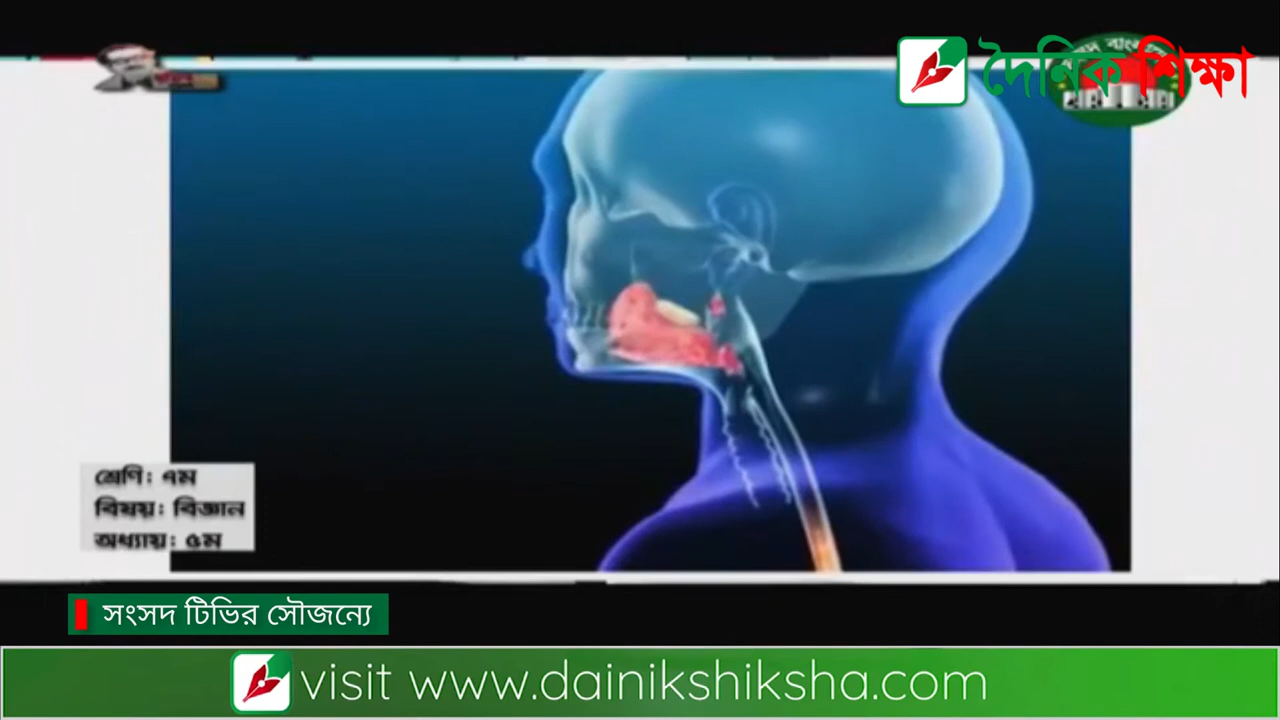 দৈনিক শিক্ষা
শ্রেণি: ৭ম
বিষয়: বিজ্ঞান
অধ্যায়: ৫ম
সংসদ টিভির সৌজন্যে
visit www.dainikshiksha.com